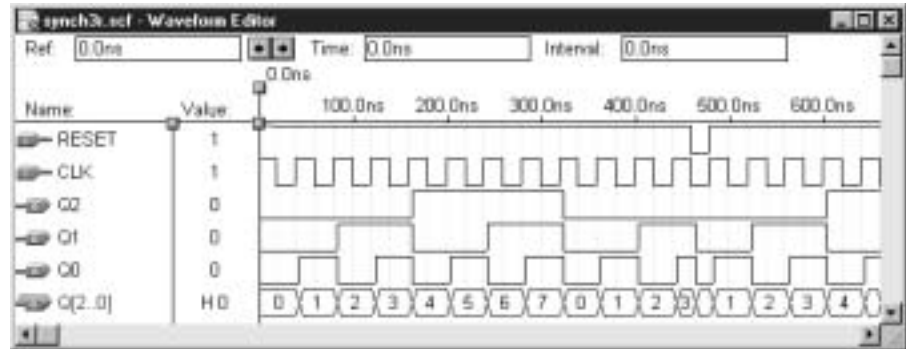 synch3r.scf - Waveform Editor
Ref: 0.0ns Time: 0.0ns Interval: 0.0ns
0.0ns
Name: Value: 100.0ns 200.0ns 300.0ns 400.0ns 500.0ns 600.0ns
RESET 1
CLK 1
Q2 0
Q1 0
Q0 0
Q[2..0] H 0 0 1 2 3 4 5 6 7 0 1 2 3 1 2 3 4